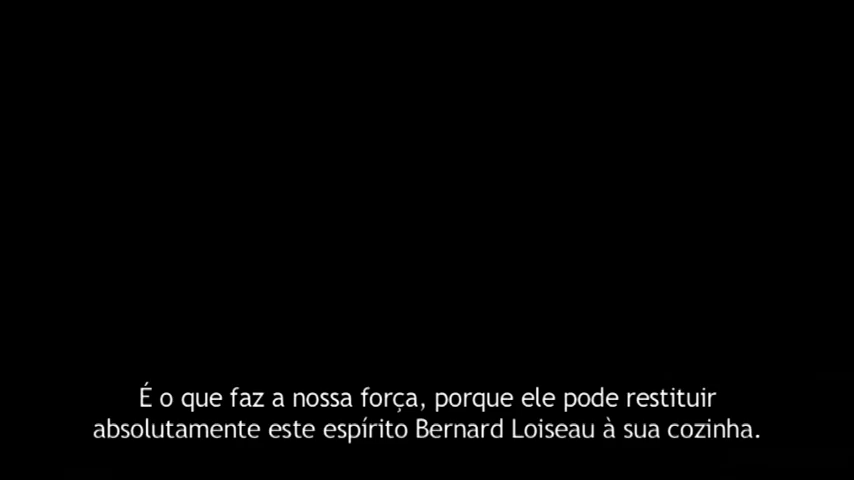 É o que faz a nossa força, porque ele pode restituir
absolutamente este espírito Bernard Loiseau à sua cozinha.